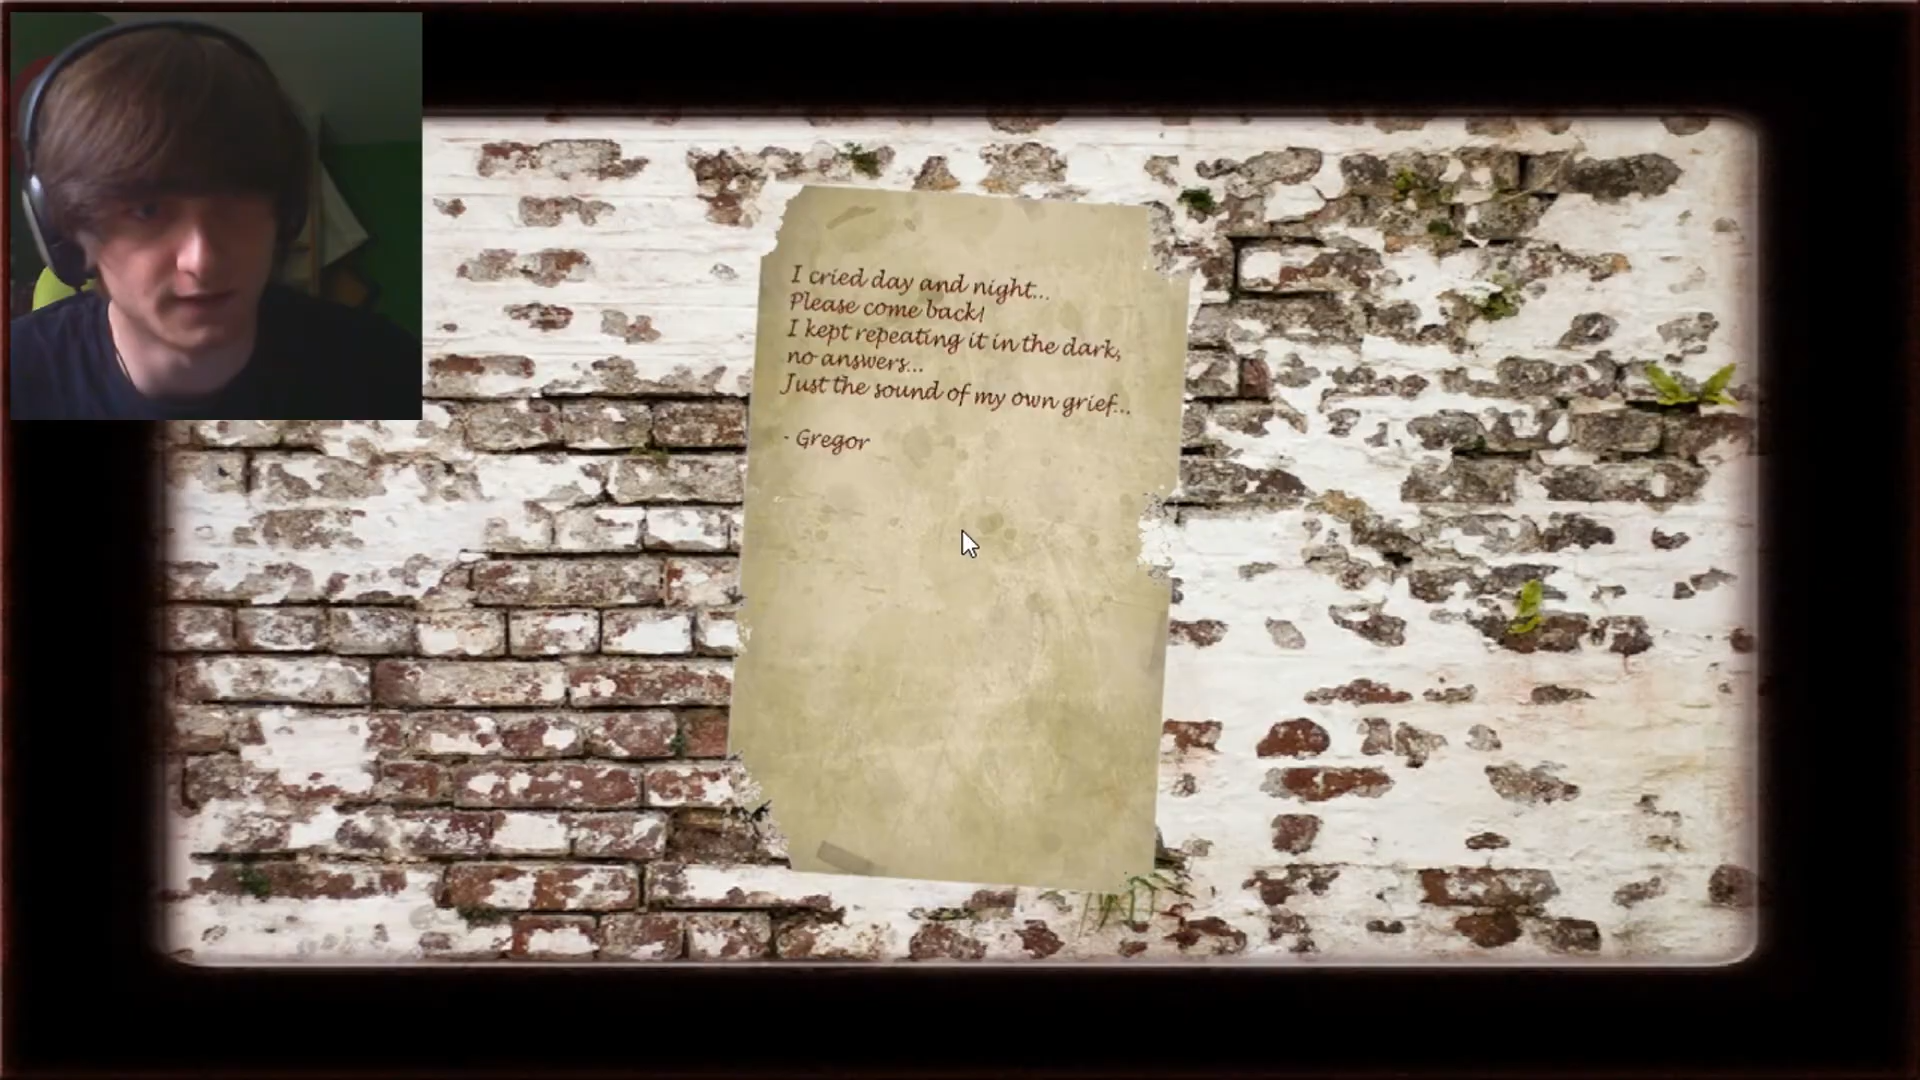 I cried day and night...
Please come back!
I kept repeating it in the dark,
no answers...
Just the sound of my own grief...
- Gregor